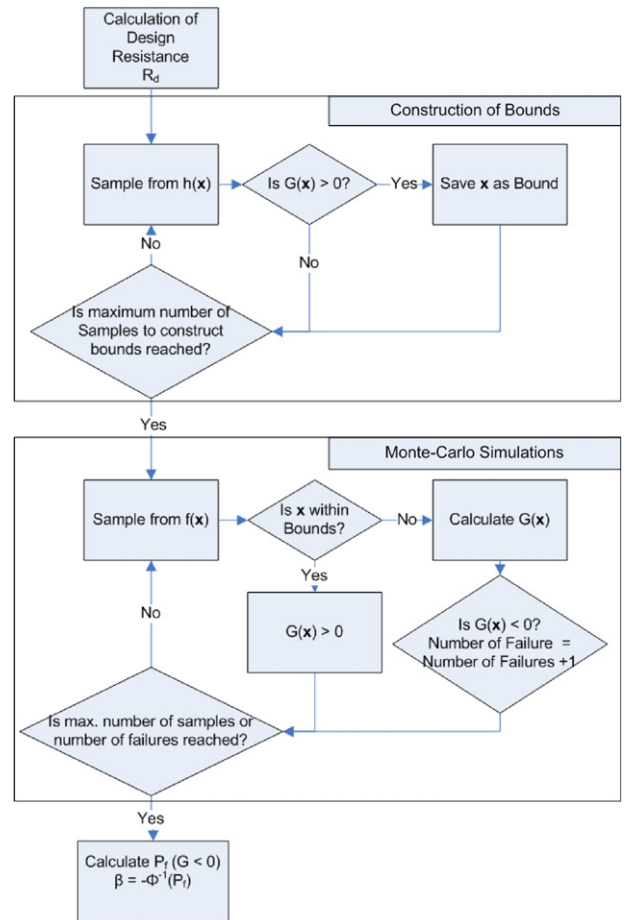 Calculation of
Design
Resistance
Rd
Construction of Bounds
Sample from h(x)
Is G(x) > 0?
Yes
Save x as Bound
No
No
Is maximum number of
Samples to construct
bounds reached?
Yes
Monte-Carlo Simulations
Sample from f(x)
Is x within
Bounds?
No
Calculate G(x)
Yes
No
G(x) > 0
Is G(x) < 0?
Number of Failure =
Number of Failures +1
Is max. number of samples or
number of failures reached?
Yes
Calculate Pf (G < 0)
β = -Φ⁻¹(Pf)